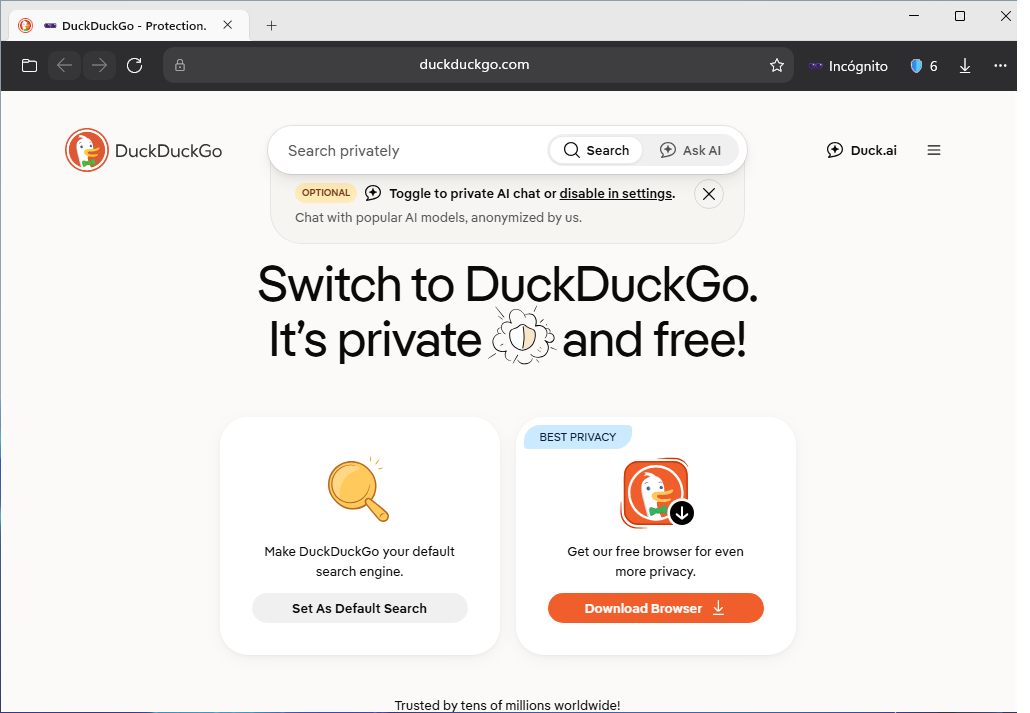 DuckDuckGo - Protection.
duckduckgo.com
Incógnito
6
DuckDuckGo
Search privately
Search
Ask AI
Duck.ai
OPTIONAL Toggle to private AI chat or disable in settings.
Chat with popular AI models, anonymized by us.
Switch to DuckDuckGo.
It's private and free!
Make DuckDuckGo your default
search engine.
Set As Default Search
BEST PRIVACY
Get our free browser for even
more privacy.
Download Browser
Trusted by tens of millions worldwide!